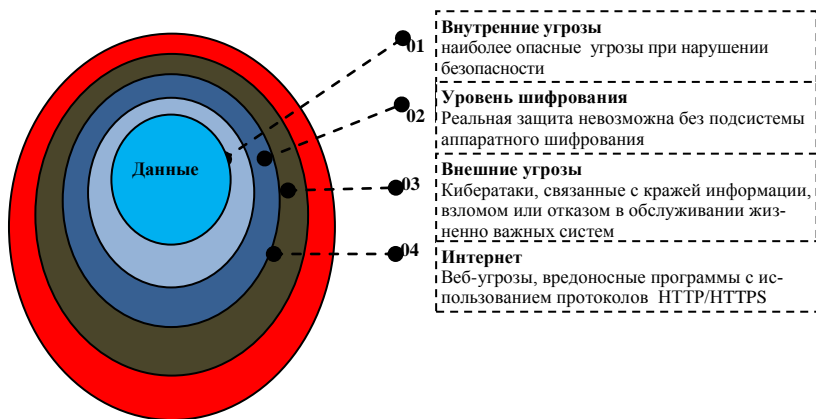 Данные
01
Внутренние угрозы
наиболее опасные угрозы при нарушении
безопасности
02
Уровень шифрования
Реальная защита невозможна без подсистемы
аппаратного шифрования
03
Внешние угрозы
Кибератаки, связанные с кражей информации,
взломом или отказом в обслуживании жиз-
ненно важных систем
04
Интернет
Веб-угрозы, вредоносные программы с ис-
пользованием протоколов HTTP/HTTPS